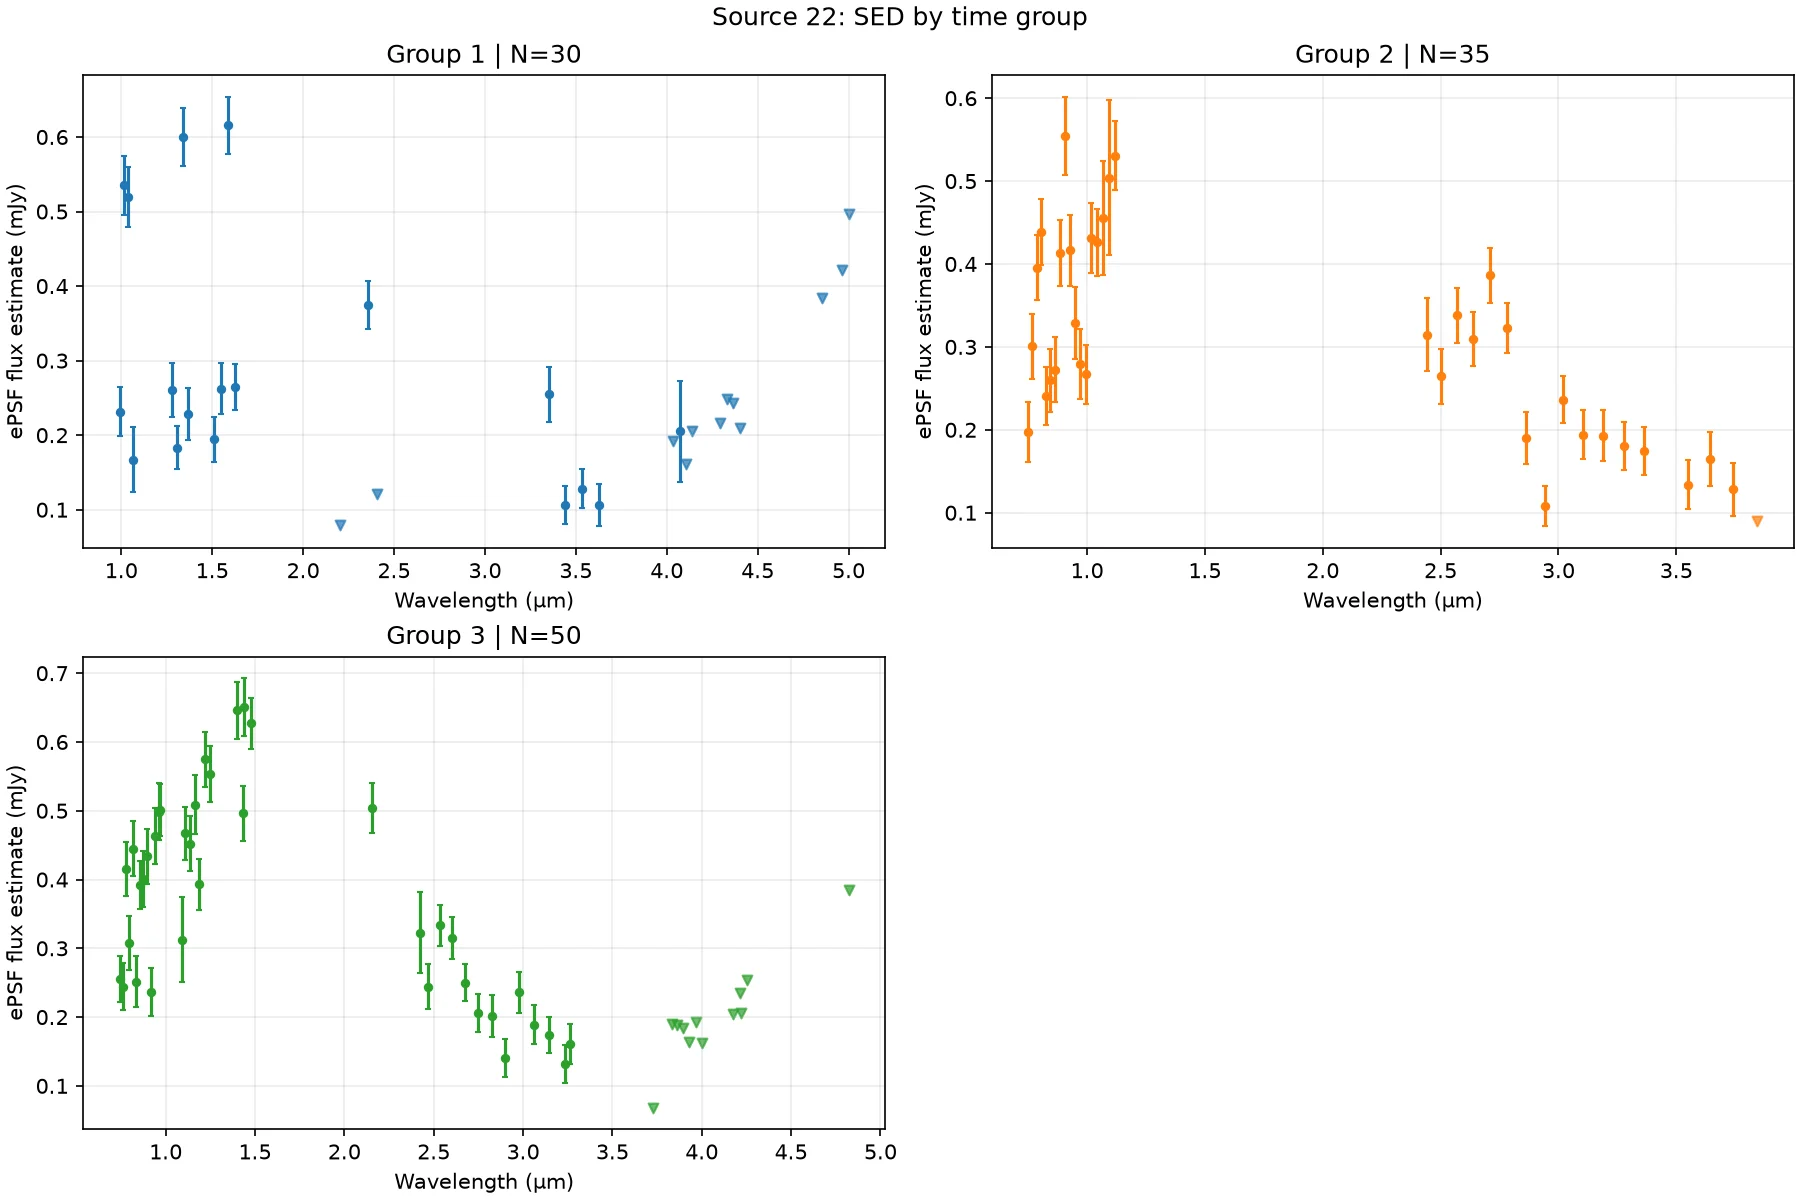 Source 22: SED by time group
Group 1 | N=30
ePSF flux estimate (mJy)
0.6
0.5
0.4
0.3
0.2
0.1
1.0 1.5 2.0 2.5 3.0 3.5 4.0 4.5 5.0
Wavelength (μm)
Group 2 | N=35
ePSF flux estimate (mJy)
0.6
0.5
0.4
0.3
0.2
0.1
1.0 1.5 2.0 2.5 3.0 3.5
Wavelength (μm)
Group 3 | N=50
ePSF flux estimate (mJy)
0.7
0.6
0.5
0.4
0.3
0.2
0.1
1.0 1.5 2.0 2.5 3.0 3.5 4.0 4.5 5.0
Wavelength (μm)